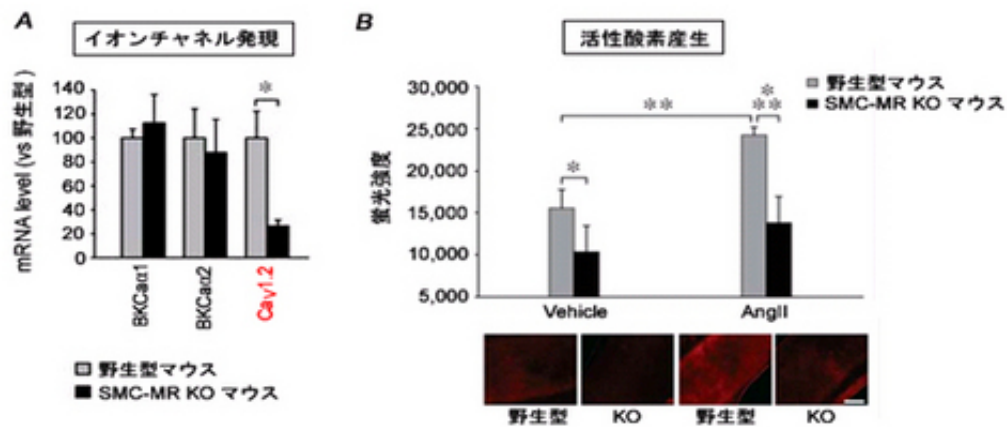 A
イオンチャネル発現
mRNA level (vs 野生型)
140
120
100
80
60
40
20
0
*
BKCaα1
BKCaα2
Cav1.2
野生型マウス
SMC-MR KO マウス
B
活性酸素産生
野生型マウス
SMC-MR KO マウス
蛍光強度
30,000
25,000
20,000
15,000
10,000
5,000
*
**
*
**
Vehicle
AngII
野生型
KO
野生型
KO